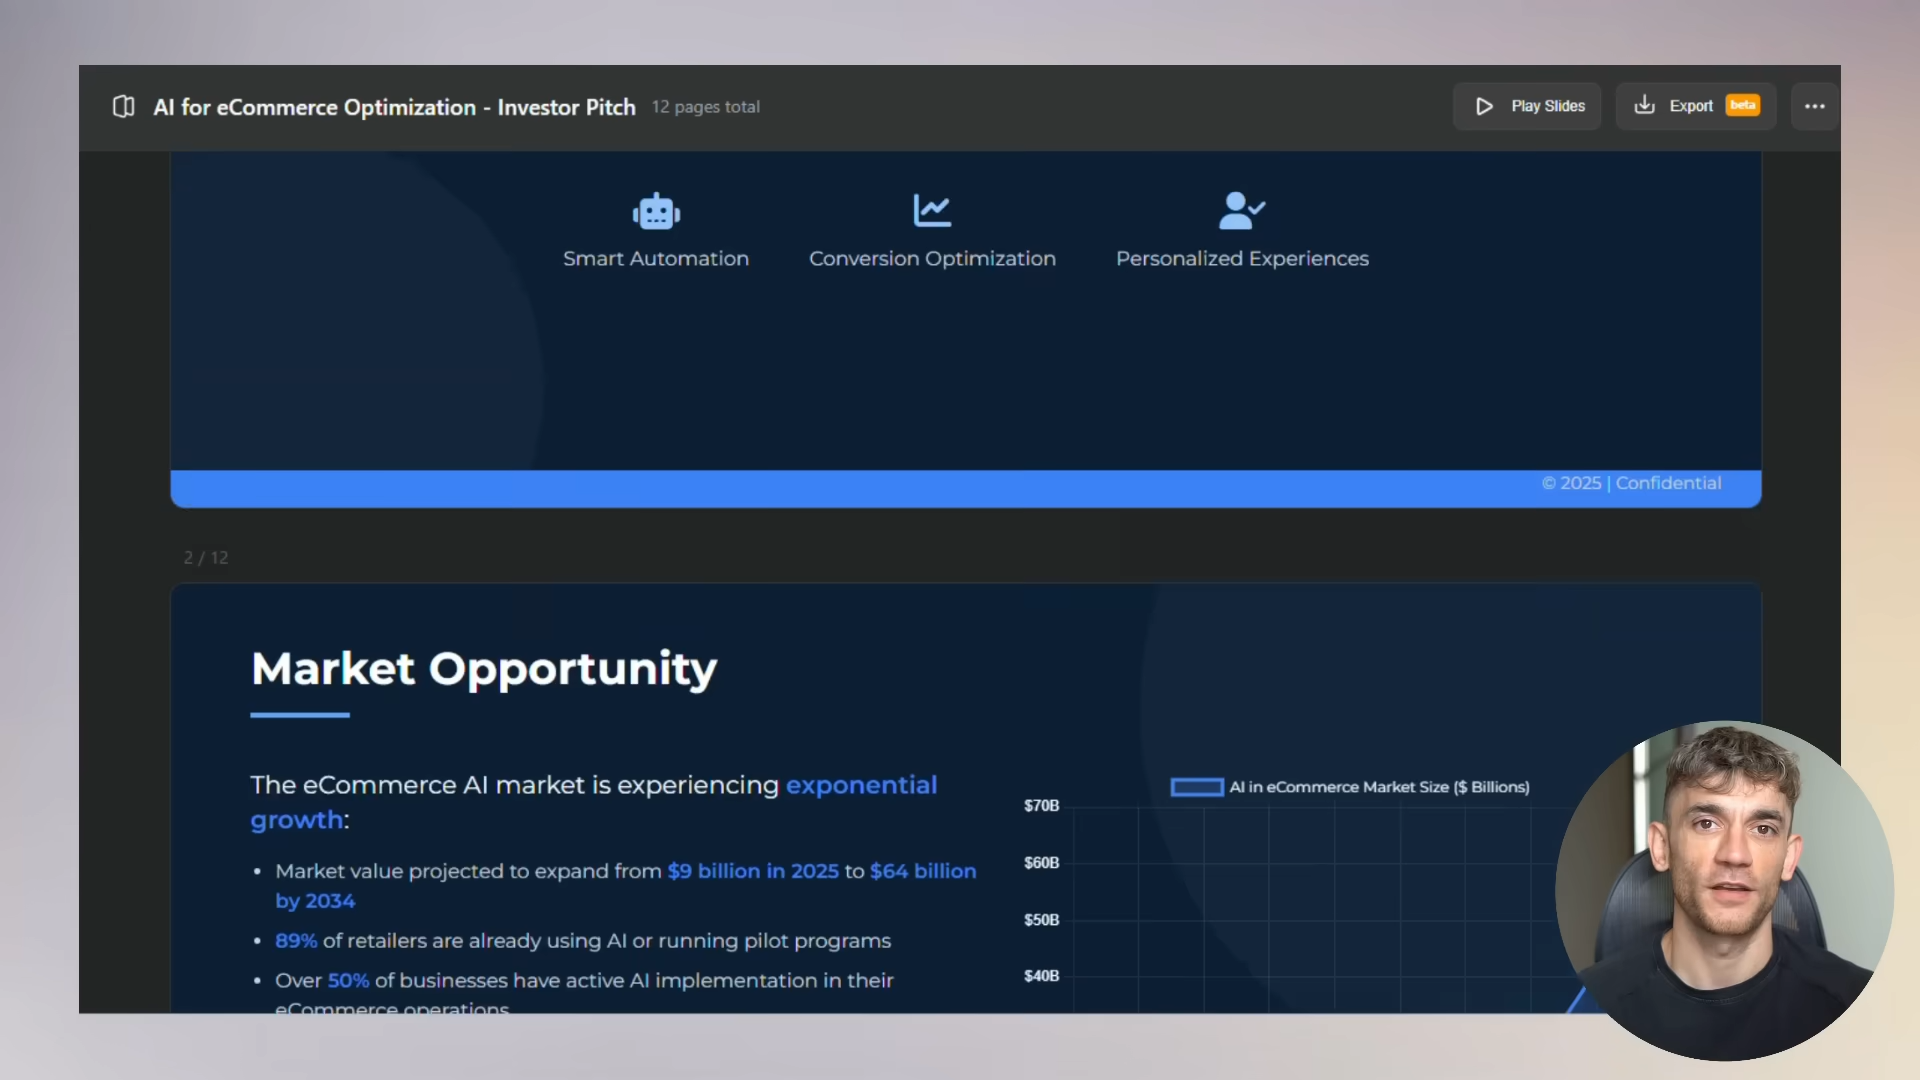 AI for eCommerce Optimization - Investor Pitch 12 pages total
Play Slides
Export beta
Smart Automation
Conversion Optimization
Personalized Experiences
© 2025 | Confidential
2 / 12
Market Opportunity
The eCommerce AI market is experiencing exponential
growth:
• Market value projected to expand from $9 billion in 2025 to $64 billion
by 2034
• 89% of retailers are already using AI or running pilot programs
• Over 50% of businesses have active AI implementation in their
eCommerce operations
AI in eCommerce Market Size ($ Billions)
$70B
$60B
$50B
$40B